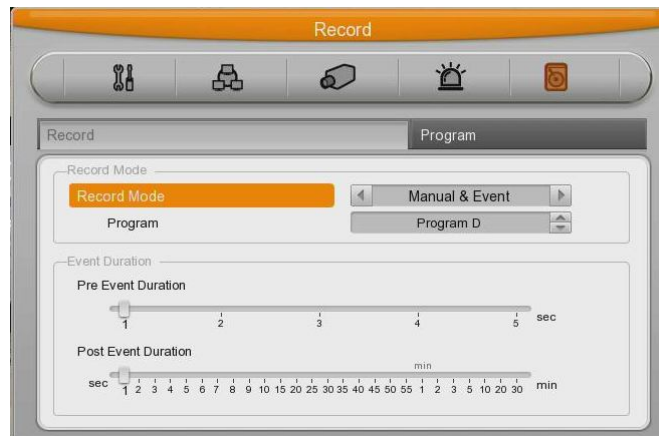 Record
Record Program
Record Mode
Record Mode Manual & Event
Program Program D
Event Duration
Pre Event Duration
1 2 3 4 5 sec
Post Event Duration
min
sec 1 2 3 4 5 6 7 8 9 10 15 20 25 30 35 40 45 50 55 1 2 3 5 10 20 30 min